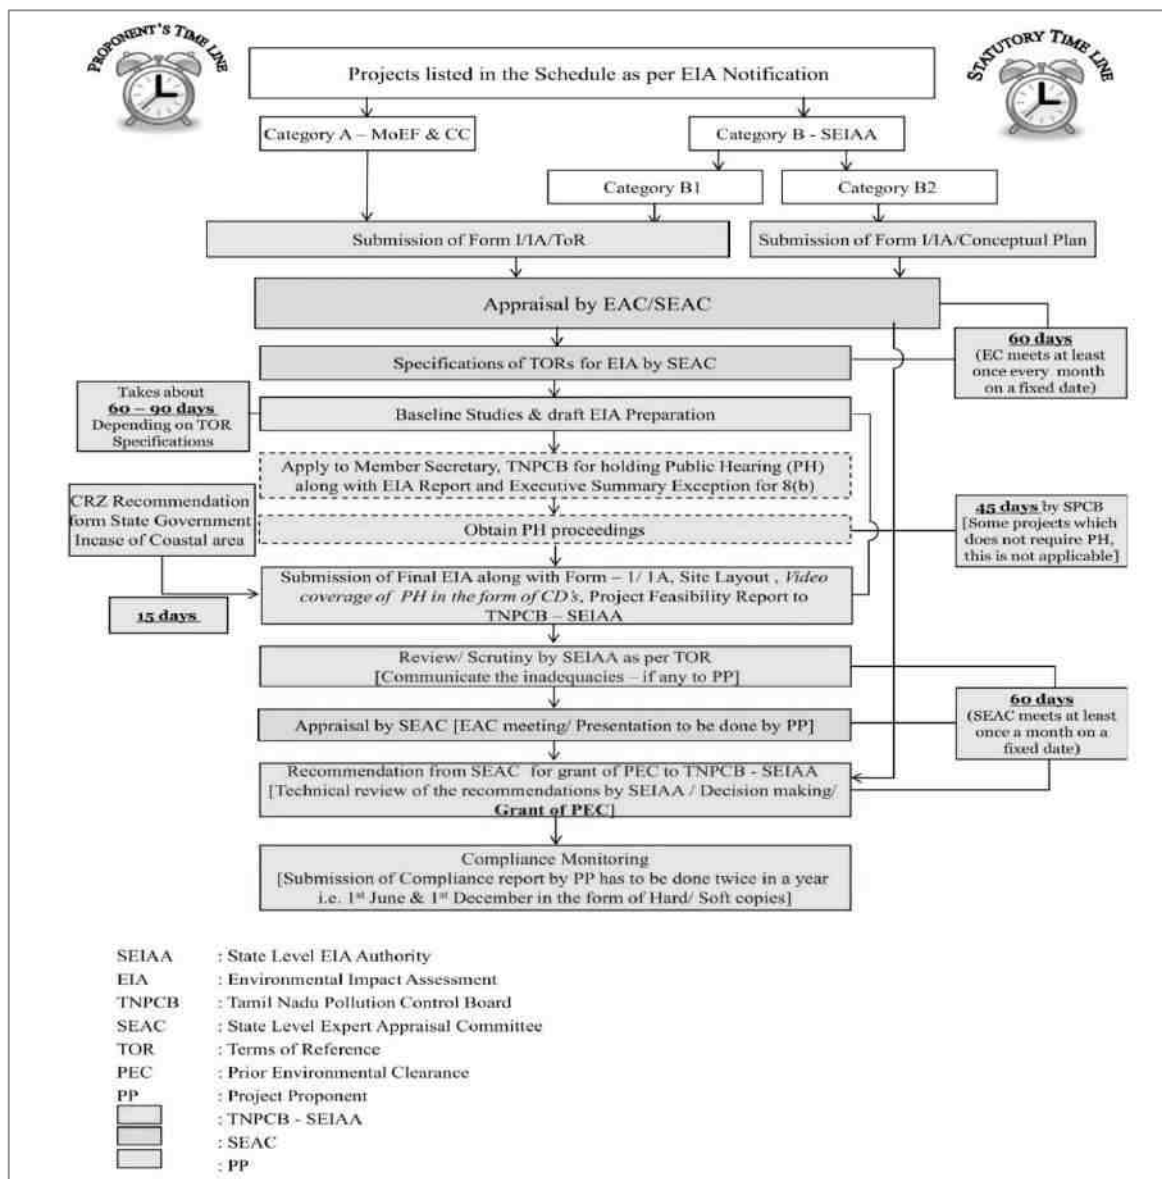 PROPONENT'S TIME LINE
STATUTORY TIME LINE
Projects listed in the Schedule as per EIA Notification
Category A – MoEF & CC
Category B - SEIAA
Category B1
Category B2
Submission of Form I/IA/ToR
Submission of Form I/IA/Conceptual Plan
Appraisal by EAC/SEAC
Specifications of TORs for EIA by SEAC
60 days
(EC meets at least
once every month
on a fixed date)
Takes about
60 – 90 days
Depending on TOR
Specifications
Baseline Studies & draft EIA Preparation
Apply to Member Secretary, TNPCB for holding Public Hearing (PH)
along with EIA Report and Executive Summary Exception for 8(b)
CRZ Recommendation
form State Government
Incase of Coastal area
Obtain PH proceedings
45 days by SPCB
[Some projects which
does not require PH,
this is not applicable]
15 days
Submission of Final EIA along with Form – 1/ 1A, Site Layout , Video
coverage of PH in the form of CD's, Project Feasibility Report to
TNPCB – SEIAA
Review/ Scrutiny by SEIAA as per TOR
[Communicate the inadequacies – if any to PP]
Appraisal by SEAC [EAC meeting/ Presentation to be done by PP]
60 days
(SEAC meets at least
once a month on a
fixed date)
Recommendation from SEAC for grant of PEC to TNPCB - SEIAA
[Technical review of the recommendations by SEIAA / Decision making/
Grant of PEC]
Compliance Monitoring
[Submission of Compliance report by PP has to be done twice in a year
i.e. 1st June & 1st December in the form of Hard/ Soft copies]
SEIAA : State Level EIA Authority
EIA : Environmental Impact Assessment
TNPCB : Tamil Nadu Pollution Control Board
SEAC : State Level Expert Appraisal Committee
TOR : Terms of Reference
PEC : Prior Environmental Clearance
PP : Project Proponent
: TNPCB - SEIAA
: SEAC
: PP